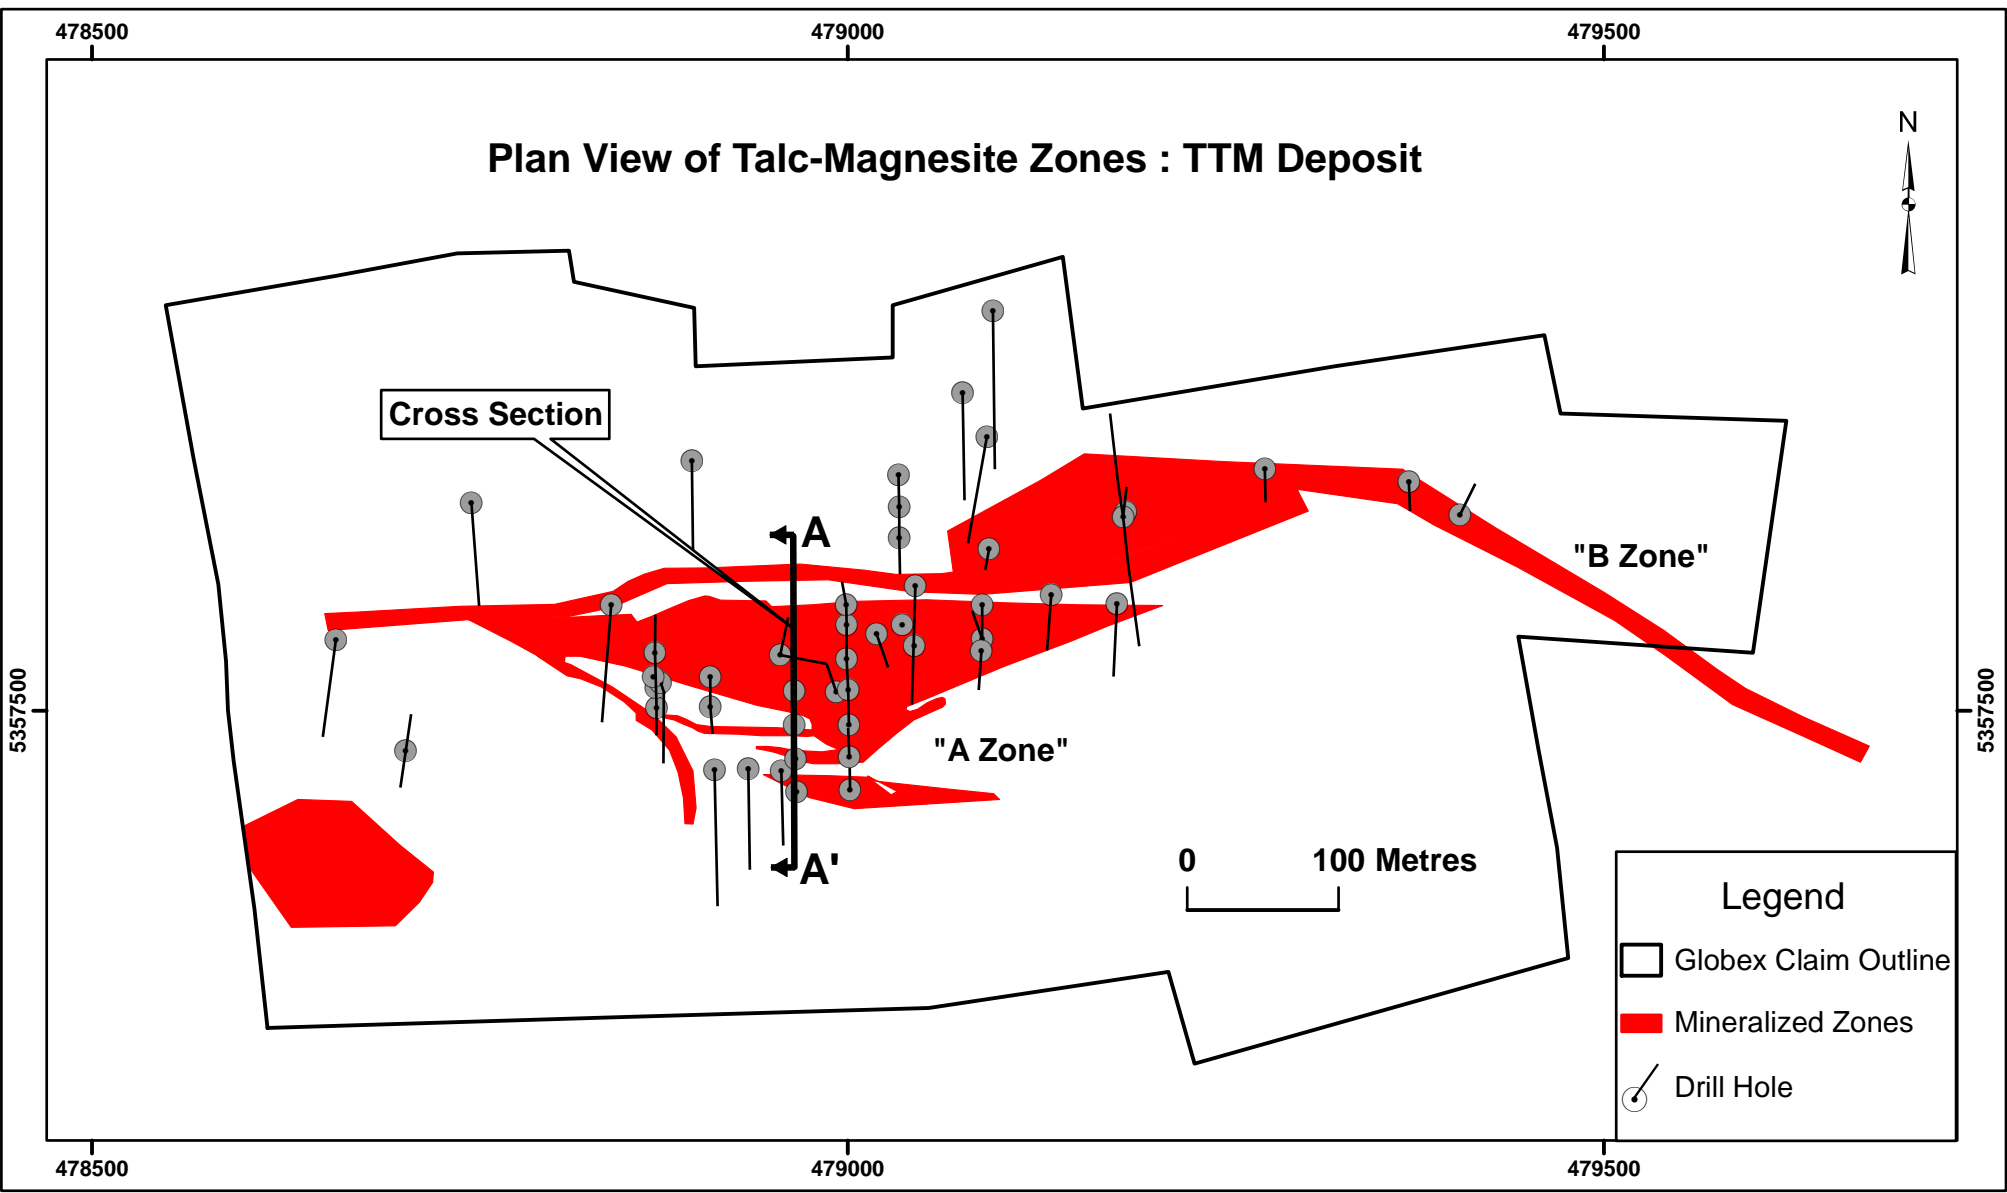 478500 479000 479500
N
Plan View of Talc-Magnesite Zones : TTM Deposit
Cross Section
A
"B Zone"
5357500
5357500
"A Zone"
A'
0 100 Metres
Legend
Globex Claim Outline
Mineralized Zones
Drill Hole
478500 479000 479500